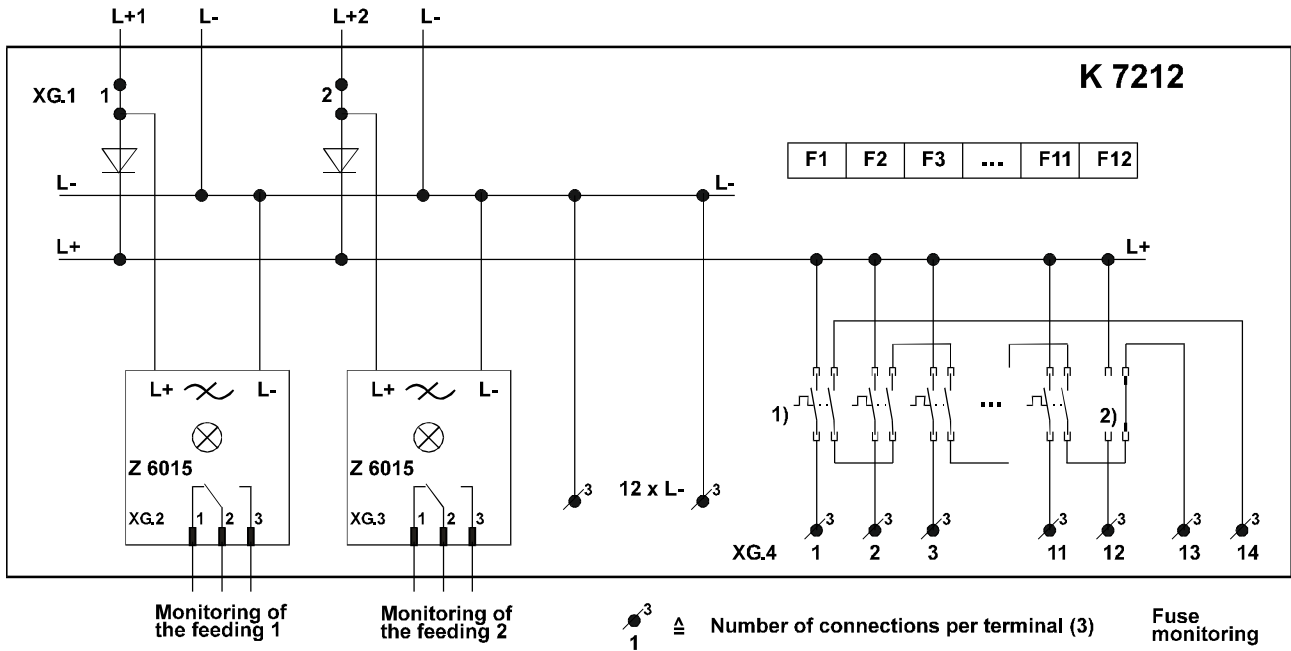 L+1 L- L+2 L-
K 7212
XG.1 1 2
F1 F2 F3 ... F11 F12
L- L-
L+ L+
L+ L- L+ L-
1) ... 2)
Z 6015 Z 6015
12 x L- 3 3
XG.2 1 2 3 XG.3 1 2 3
3 3 3 3 3 3 3
XG.4 1 2 3 11 12 13 14
Monitoring of
the feeding 1
Monitoring of
the feeding 2
3
1 ≙ Number of connections per terminal (3)
Fuse
monitoring